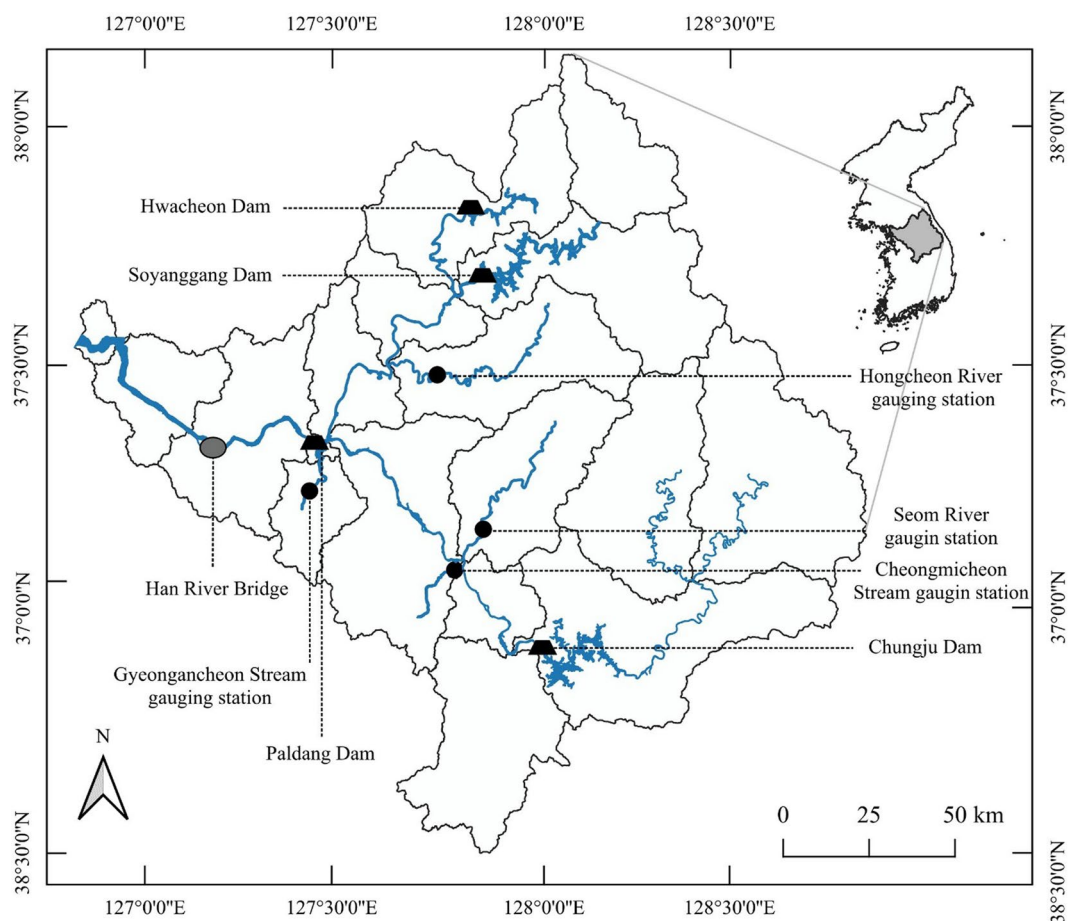 127°0'0"E 127°30'0"E 128°0'0"E 128°30'0"E
38°0'0"N
38°0'0"N
Hwacheon Dam
Soyanggang Dam
37°30'0"N
37°30'0"N
Hongcheon River
gauging station
Seom River
gaugin station
Cheongmicheon
Stream gaugin station
Han River Bridge
37°0'0"N
37°0'0"N
Chungju Dam
Gyeongancheon Stream
gauging station
Paldang Dam
N
0 25 50 km
38°30'0"N
38°30'0"N
127°0'0"E 127°30'0"E 128°0'0"E 128°30'0"E